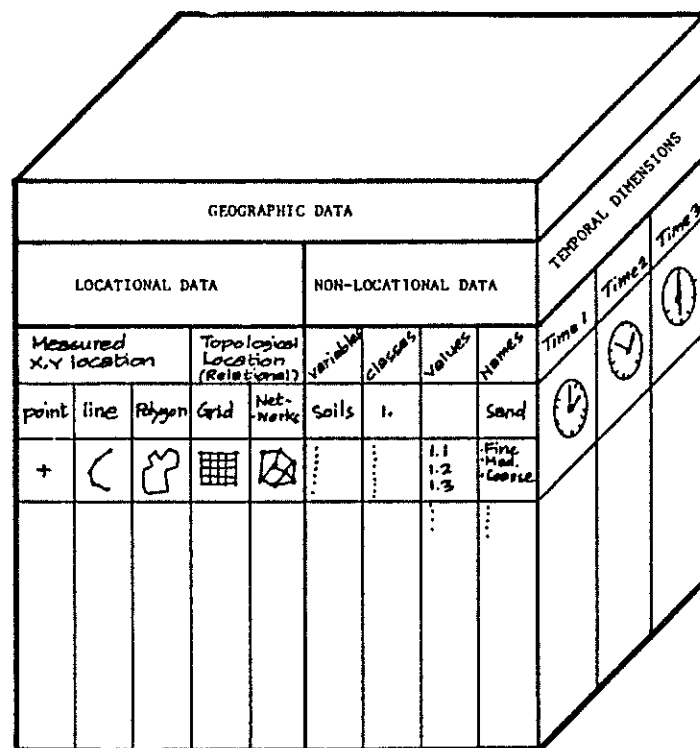 GEOGRAPHIC DATA
LOCATIONAL DATA
NON-LOCATIONAL DATA
Measured
X,Y location
Topological
Location
(Relational)
variables
classes
values
Names
point
line
Polygon
Grid
Net-
-works
Soils
1.
Sand
1.1
1.2
1.3
Fine
Med.
Coarse
TEMPORAL DIMENSIONS
Time 1
Time 2
Time 3